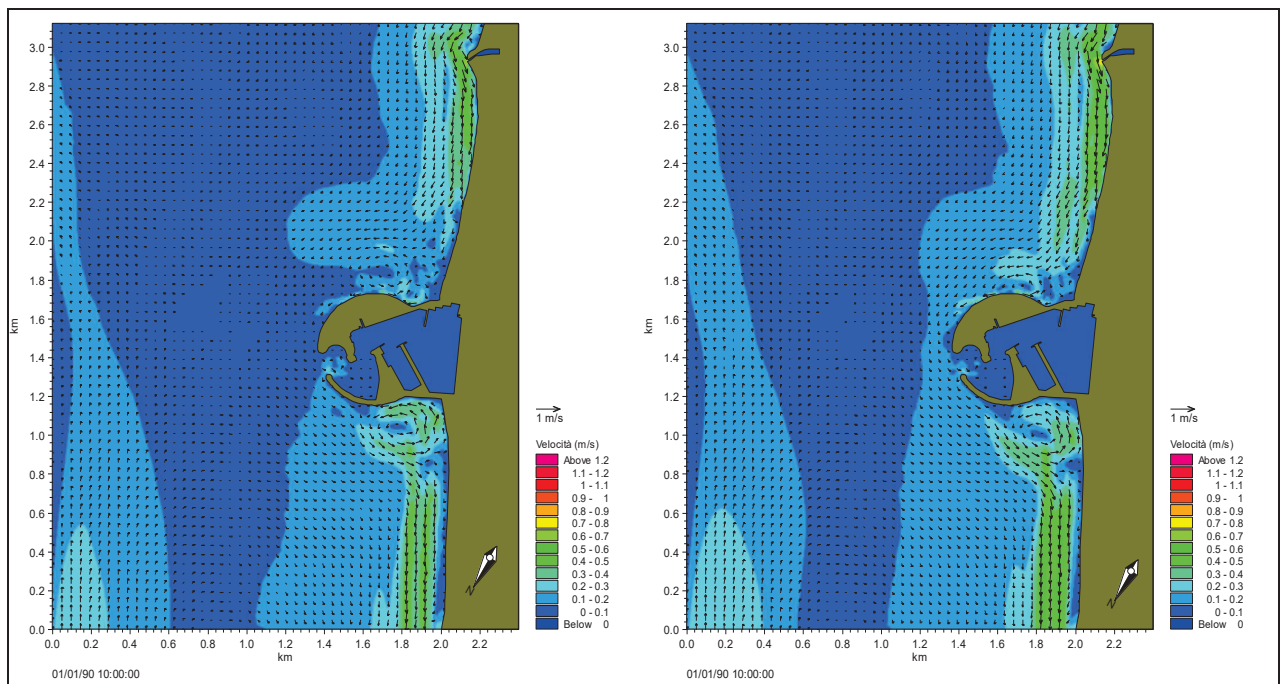 3.0
2.8
2.6
2.4
2.2
2.0
1.8
1.6
1.4
1.2
1.0
0.8
0.6
0.4
0.2
0.0
km
0.0 0.2 0.4 0.6 0.8 1.0 1.2 1.4 1.6 1.8 2.0 2.2
km
01/01/90 10:00:00
N
1 m/s
Velocità (m/s)
Above 1.2
1.1 - 1.2
1 - 1.1
0.9 - 1
0.8 - 0.9
0.7 - 0.8
0.6 - 0.7
0.5 - 0.6
0.4 - 0.5
0.3 - 0.4
0.2 - 0.3
0.1 - 0.2
0 - 0.1
Below 0
3.0
2.8
2.6
2.4
2.2
2.0
1.8
1.6
1.4
1.2
1.0
0.8
0.6
0.4
0.2
0.0
km
0.0 0.2 0.4 0.6 0.8 1.0 1.2 1.4 1.6 1.8 2.0 2.2
km
01/01/90 10:00:00
N
1 m/s
Velocità (m/s)
Above 1.2
1.1 - 1.2
1 - 1.1
0.9 - 1
0.8 - 0.9
0.7 - 0.8
0.6 - 0.7
0.5 - 0.6
0.4 - 0.5
0.3 - 0.4
0.2 - 0.3
0.1 - 0.2
0 - 0.1
Below 0